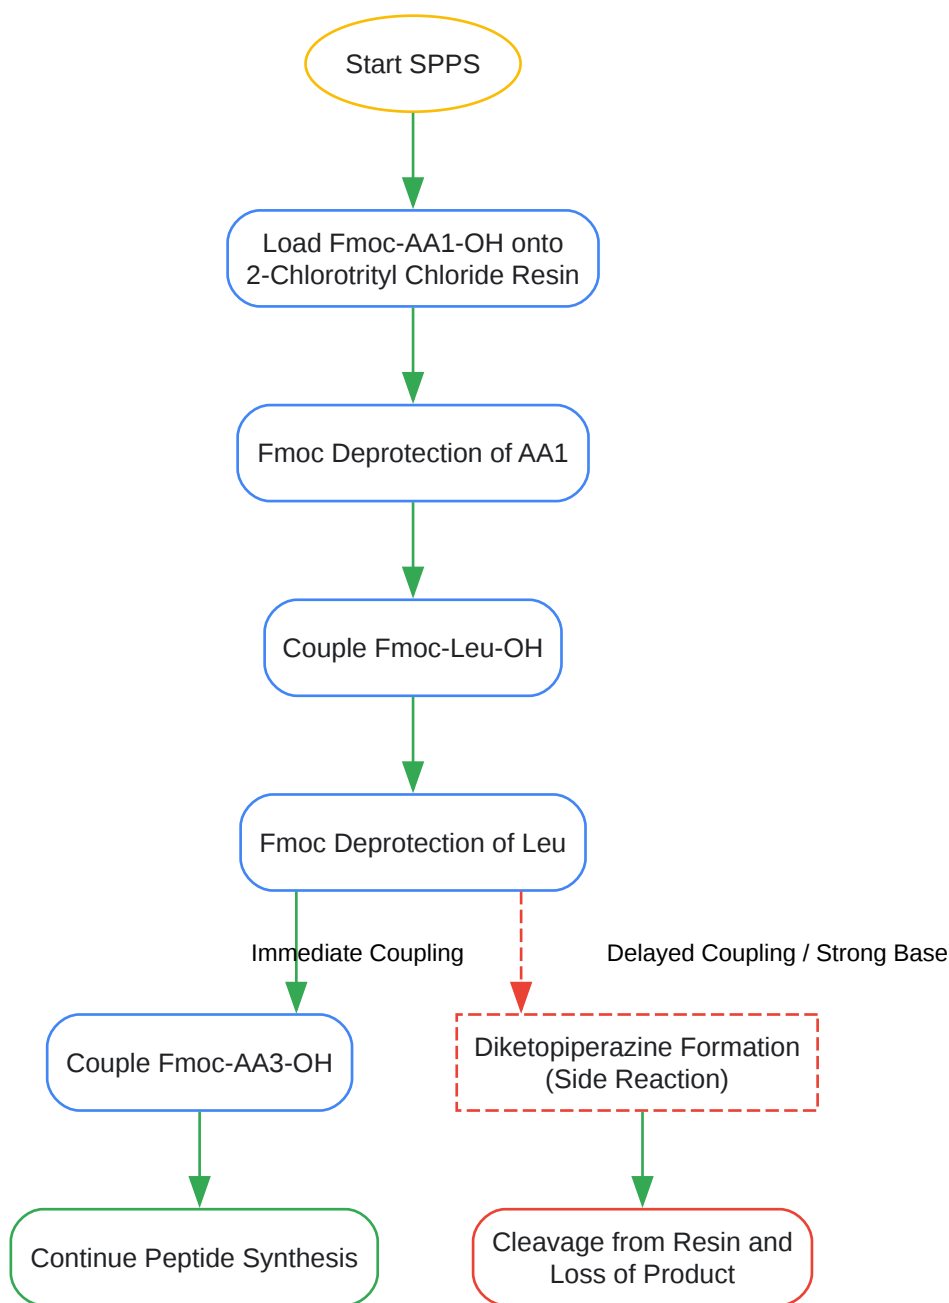 Start SPPS
Load Fmoc-AA1-OH onto
2-Chlorotrityl Chloride Resin
Fmoc Deprotection of AA1
Couple Fmoc-Leu-OH
Fmoc Deprotection of Leu
Immediate Coupling
Delayed Coupling / Strong Base
Couple Fmoc-AA3-OH
Diketopiperazine Formation
(Side Reaction)
Continue Peptide Synthesis
Cleavage from Resin and
Loss of Product